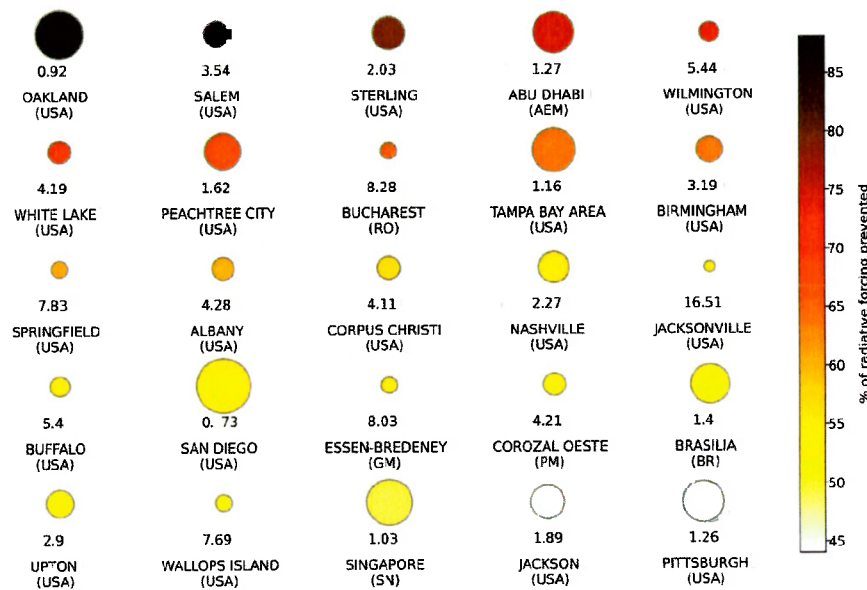 0.92 3.54 2.03 1.27 5.44
OAKLAND SALEM STERLING ABU DHABI WILMINGTON
(USA) (USA) (USA) (AEM) (USA)
4.19 1.62 8.28 1.16 3.19
WHITE LAKE PEACHTREE CITY BUCHAREST TAMPA BAY AREA BIRMINGHAM
(USA) (USA) (RO) (USA) (USA)
7.83 4.28 4.11 2.27 16.51
SPRINGFIELD ALBANY CORPUS CHRISTI NASHVILLE JACKSONVILLE
(USA) (USA) (USA) (USA) (USA)
5.4 0. 73 8.03 4.21 1.4
BUFFALO SAN DIEGO ESSEN-BREDENEY COROZAL OESTE BRASILIA
(USA) (USA) (GM) (PM) (BR)
2.9 7.69 1.03 1.89 1.26
UPTON WALLOPS ISLAND SINGAPORE JACKSON PITTSBURGH
(USA) (USA) (SN) (USA) (USA)
85
80
75
70
65
60
55
50
45
% of radiative forcing prevented